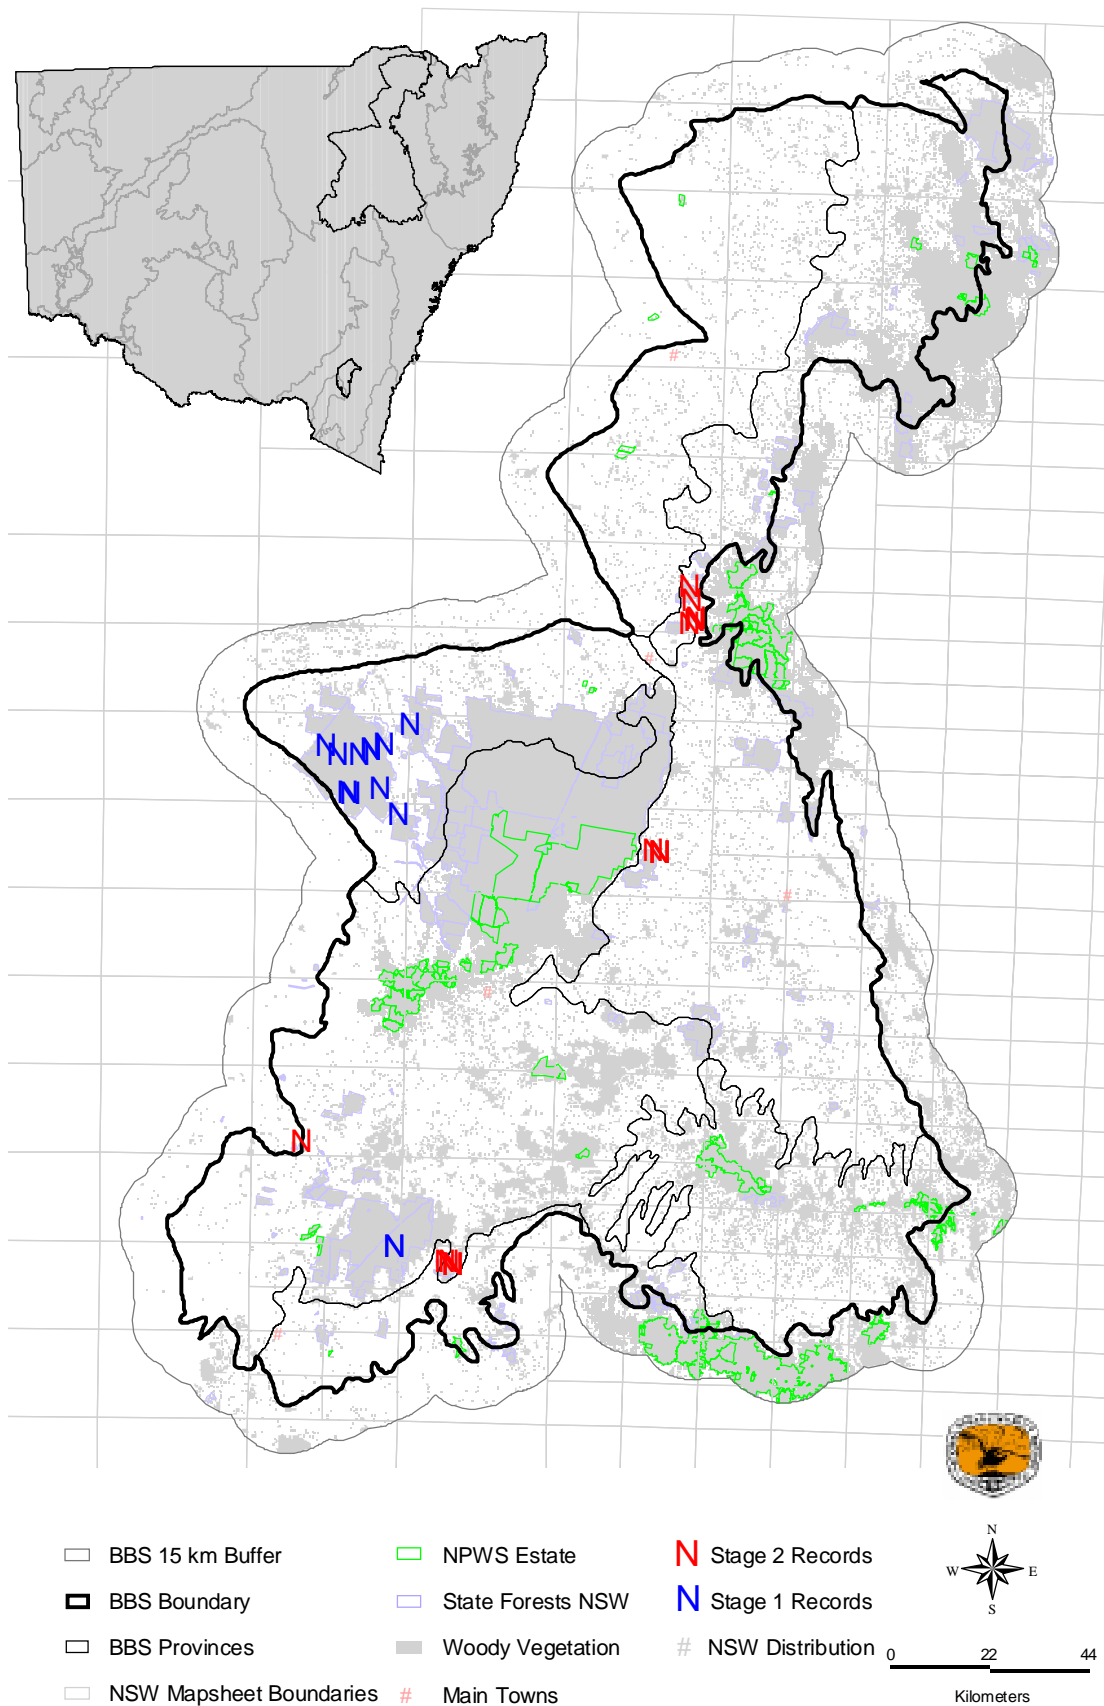 #
N
N
N
N
N
#
N
N N N N N
N N N
N
N N
#
#
N
N
N N N
#
N
W E
S
BBS 15 km Buffer
BBS Boundary
BBS Provinces
NSW Mapsheet Boundaries
NPWS Estate
State Forests NSW
Woody Vegetation
# Main Towns
N Stage 2 Records
N Stage 1 Records
# NSW Distribution
0 22 44
Kilometers